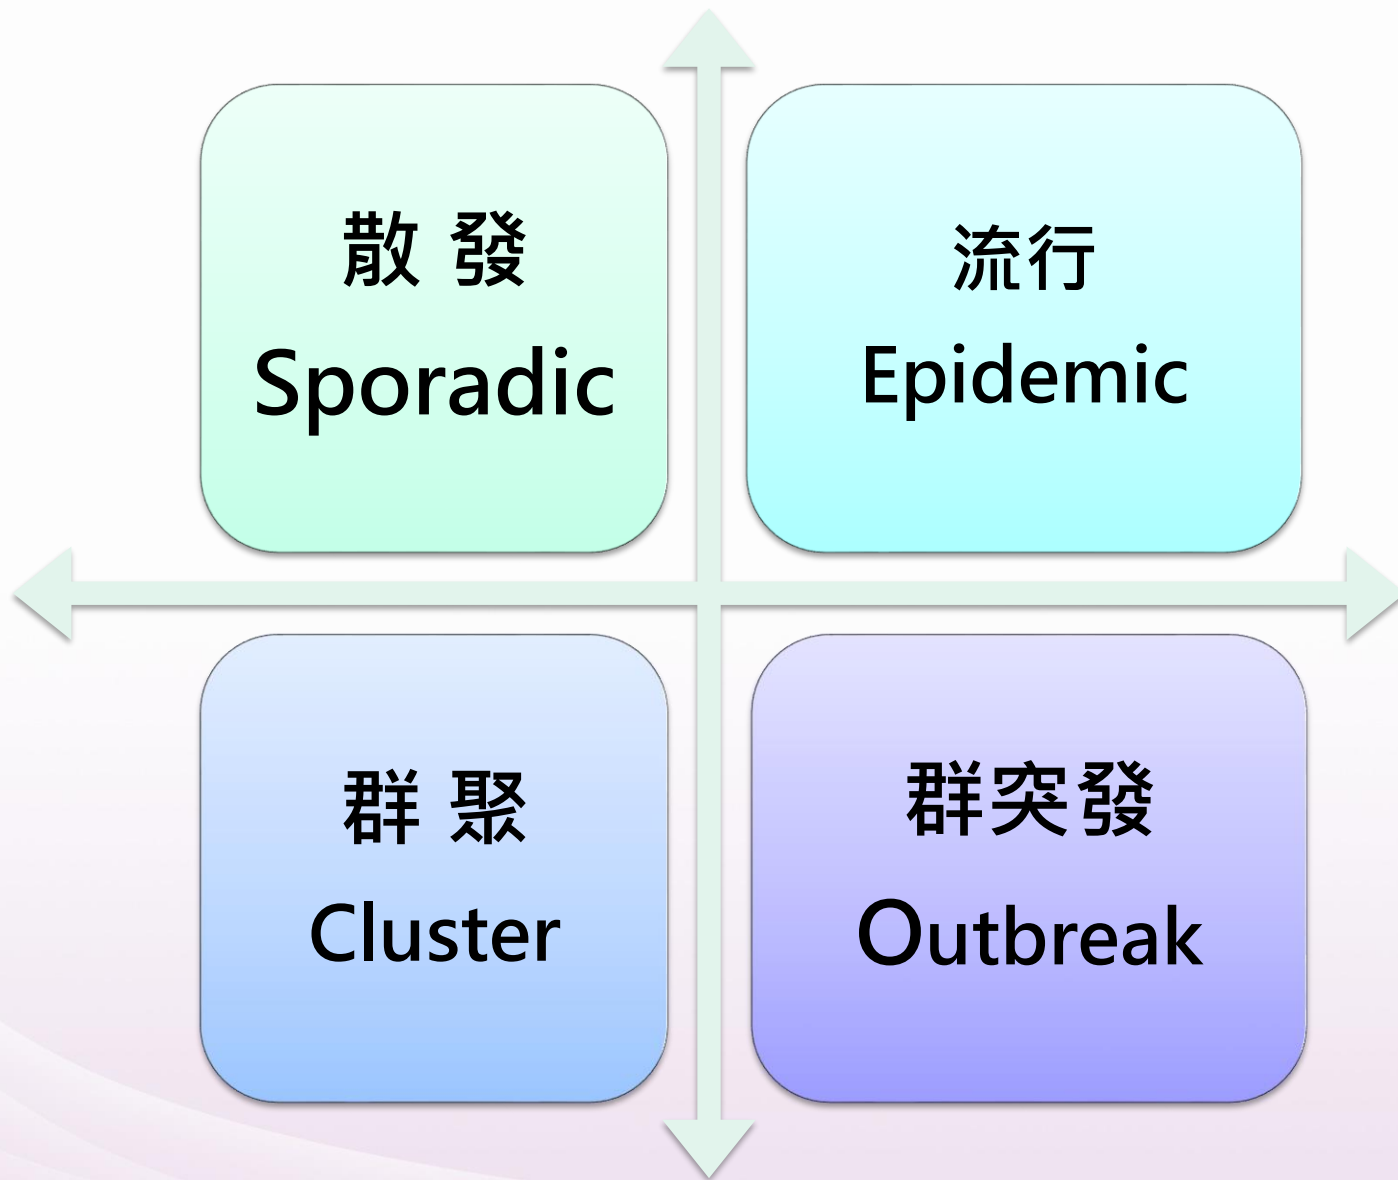 散 發
Sporadic
流行
Epidemic
群 聚
Cluster
群突發
Outbreak